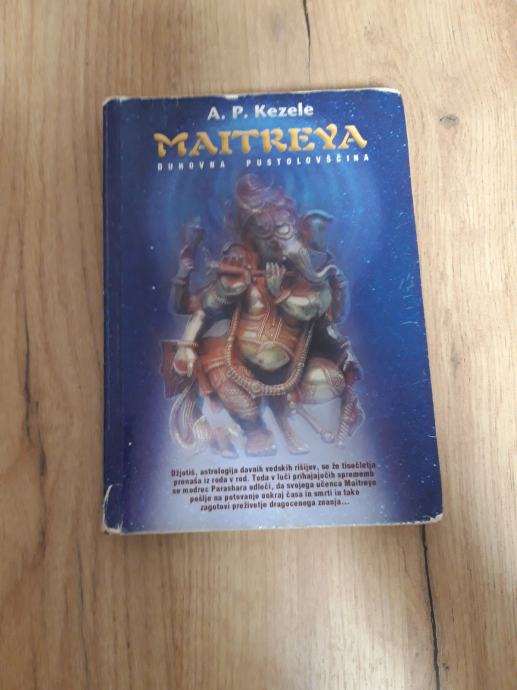 A. P. Kezele
MAITREYA
DUHOVNA PUSTOLOVŠČINA
Džjotiš, astrologija davnih vedskih rišijev, se že tisočletja
prenaša iz roda v rod. Toda v luči prihajajočih sprememb
se modrec Parashara odloči, da svojega učenca Maitreyo
pošlje na potovanje onkraj časa in smrti in tako
zagotovi preživetje dragocenega znanja...